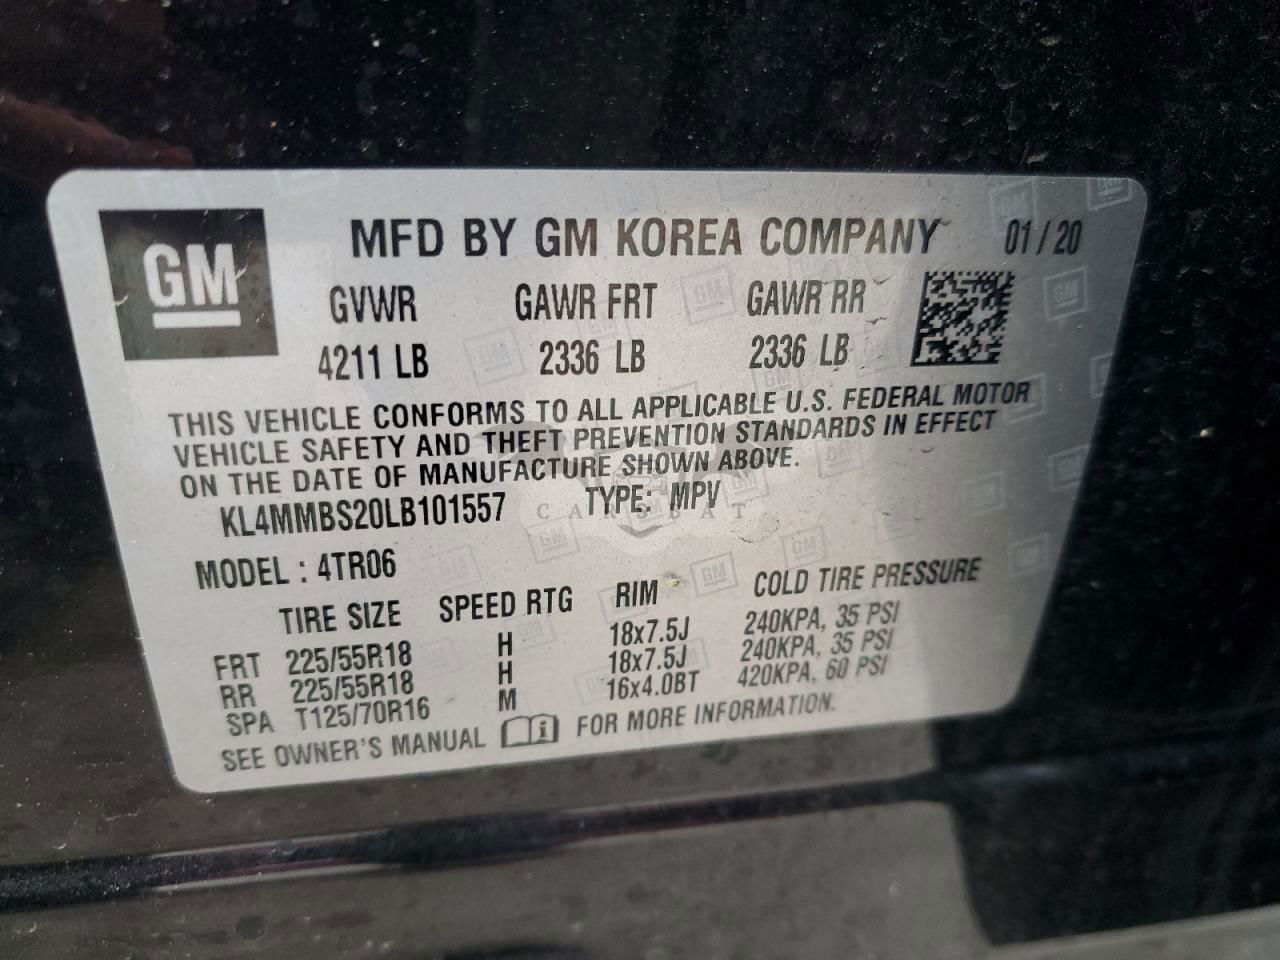 GM
MFD BY GM KOREA COMPANY 01/20
GVWR GAWR FRT GAWR RR
4211 LB 2336 LB 2336 LB
THIS VEHICLE CONFORMS TO ALL APPLICABLE U.S. FEDERAL MOTOR
VEHICLE SAFETY AND THEFT PREVENTION STANDARDS IN EFFECT
ON THE DATE OF MANUFACTURE SHOWN ABOVE.
KL4MMBS20LB101557 TYPE: MPV
MODEL : 4TR06
TIRE SIZE SPEED RTG RIM COLD TIRE PRESSURE
FRT 225/55R18 H 18x7.5J 240KPA, 35 PSI
RR 225/55R18 H 18x7.5J 240KPA, 35 PSI
SPA T125/70R16 M 16x4.0BT 420KPA, 60 PSI
SEE OWNER'S MANUAL FOR MORE INFORMATION.